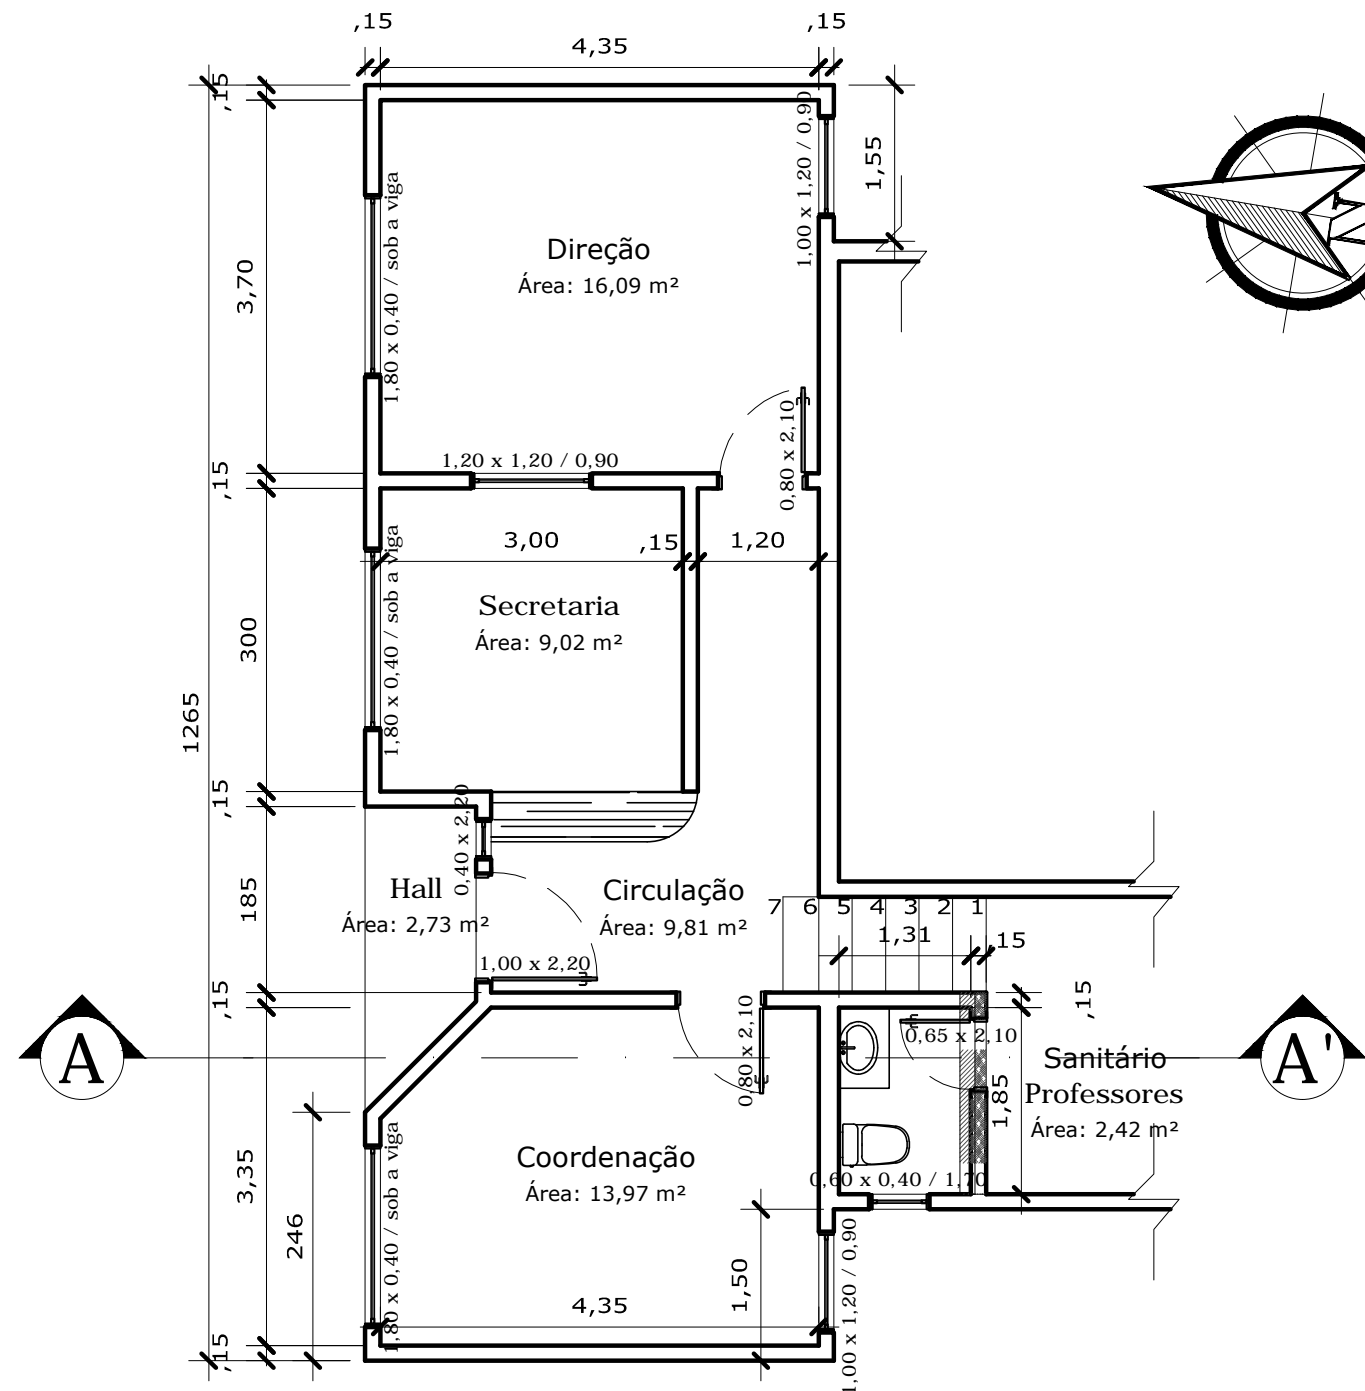 ,15
4,35
,15
,15
1,00 x 1,20 / 0,90
1,55
1,80 x 0,40 / sob a viga
Direção
Área: 16,09 m²
3,70
0,80 x 2,10
1,20 x 1,20 / 0,90
,15
3,00
,15
1,20
1,80 x 0,40 / sob a viga
Secretaria
Área: 9,02 m²
300
1265
,15
0,40 x 2,20
185
Hall
Área: 2,73 m²
Circulação
Área: 9,81 m²
7 6 5 4 3 2 1
1,31
,15
1,00 x 2,20
,15
,15
0,80 x 2,10
0,65 x 2,10
A
A'
Sanitário
Professores
Área: 2,42 m²
1,85
Coordenação
Área: 13,97 m²
0,60 x 0,40 / 1,70
3,35
246
1,80 x 0,40 / sob a viga
1,50
4,35
1,00 x 1,20 / 0,90
,15